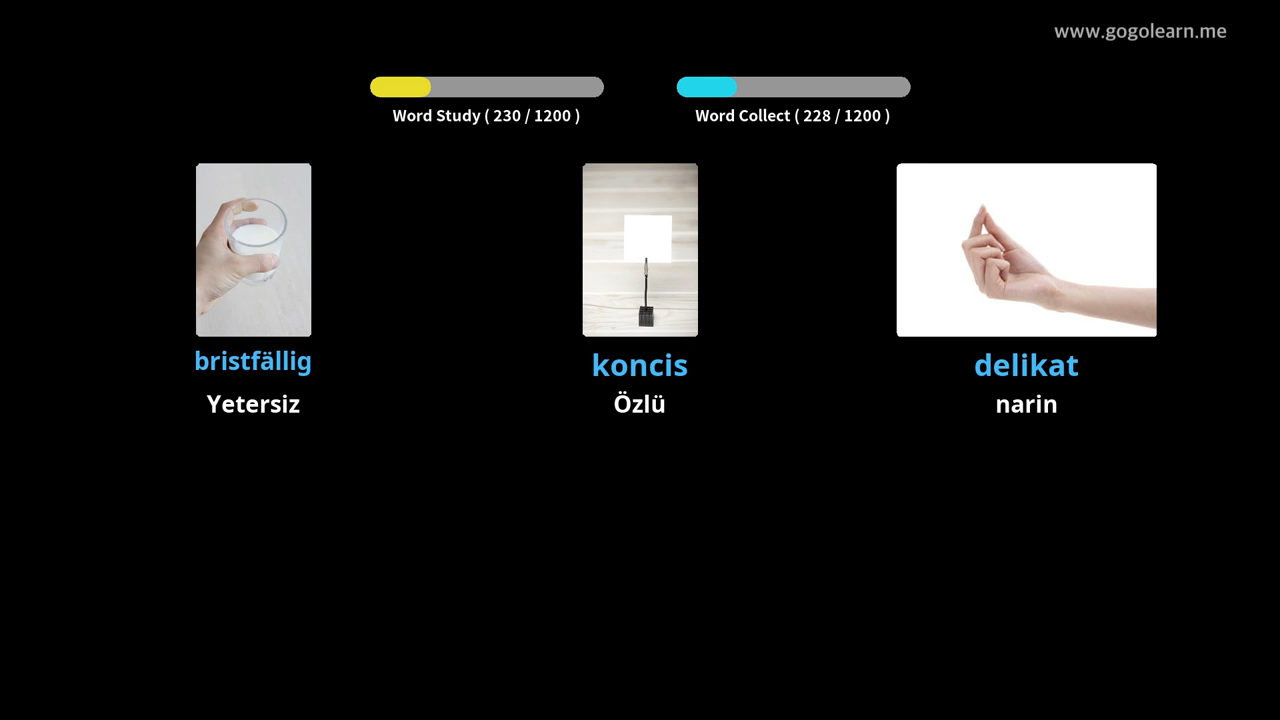 www.gogolearn.me
Word Study ( 230 / 1200 )
Word Collect ( 228 / 1200 )
bristfällig
koncis
delikat
Yetersiz
Özlü
narin